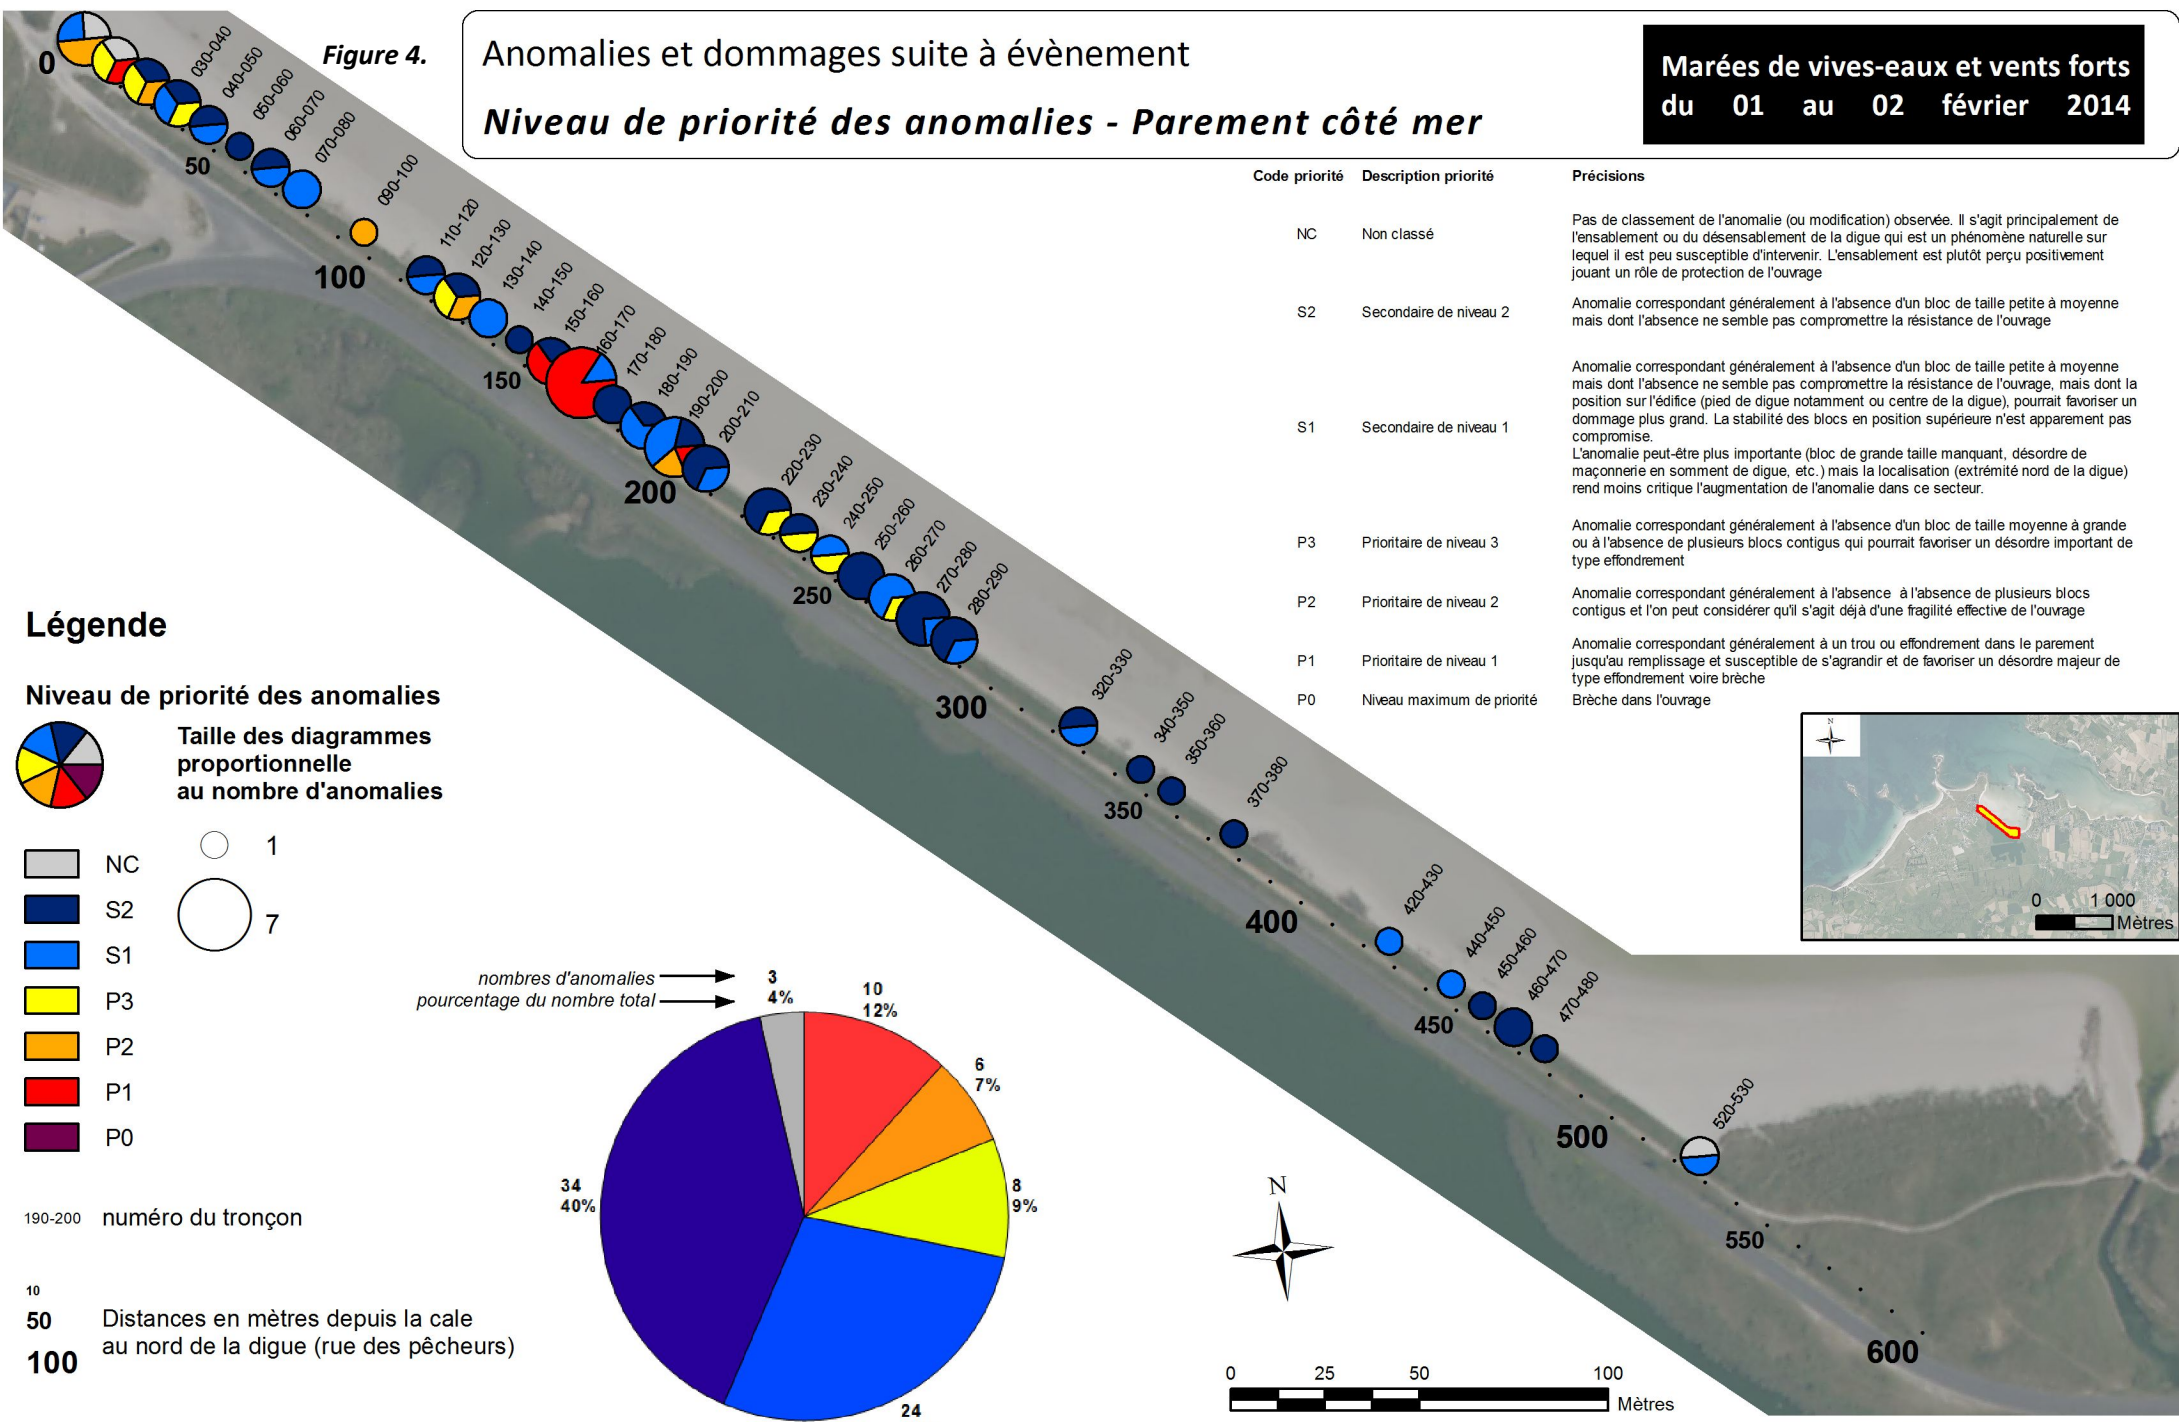 Figure 4.
Anomalies et dommages suite à évènement
Niveau de priorité des anomalies - Parement côté mer
Marées de vives-eaux et vents forts
du 01 au 02 février 2014
Code priorité Description priorité Précisions
NC Non classé
Pas de classement de l'anomalie (ou modification) observée. Il s'agit principalement de
l'ensablement ou du désensablement de la digue qui est un phénomène naturelle sur
lequel il est peu susceptible d'intervenir. L'ensablement est plutôt perçu positivement
jouant un rôle de protection de l'ouvrage
S2 Secondaire de niveau 2
Anomalie correspondant généralement à l'absence d'un bloc de taille petite à moyenne
mais dont l'absence ne semble pas compromettre la résistance de l'ouvrage
S1 Secondaire de niveau 1
Anomalie correspondant généralement à l'absence d'un bloc de taille petite à moyenne
mais dont l'absence ne semble pas compromettre la résistance de l'ouvrage, mais dont la
position sur l'édifice (pied de digue notamment ou centre de la digue), pourrait favoriser un
dommage plus grand. La stabilité des blocs en position supérieure n'est apparement pas
compromise.
L'anomalie peut-être plus importante (bloc de grande taille manquant, désordre de
maçonnerie en somment de digue, etc.) mais la localisation (extrémité nord de la digue)
rend moins critique l'augmentation de l'anomalie dans ce secteur.
P3 Prioritaire de niveau 3
Anomalie correspondant généralement à l'absence d'un bloc de taille moyenne à grande
ou à l'absence de plusieurs blocs contigus qui pourrait favoriser un désordre important de
type effondrement
P2 Prioritaire de niveau 2
Anomalie correspondant généralement à l'absence à l'absence de plusieurs blocs
contigus et l'on peut considérer qu'il s'agit déjà d'une fragilité effective de l'ouvrage
P1 Prioritaire de niveau 1
Anomalie correspondant généralement à un trou ou effondrement dans le parement
jusqu'au remplissage et susceptible de s'agrandir et de favoriser un désordre majeur de
type effondrement voire brèche
P0 Niveau maximum de priorité Brèche dans l'ouvrage
030-040
040-050
050-060
060-070
070-080
090-100
110-120
120-130
130-140
140-150
150-160
160-170
170-180
180-190
190-200
200-210
220-230
230-240
240-250
250-260
260-270
270-280
280-290
320-330
340-350
350-360
370-380
420-430
440-450
450-460
460-470
470-480
520-530
0
50
100
150
200
250
300
350
400
450
500
550
600
Légende
Niveau de priorité des anomalies
Taille des diagrammes
proportionnelle
au nombre d'anomalies
1
7
NC
S2
S1
P3
P2
P1
P0
190-200 numéro du tronçon
10
50
100
Distances en mètres depuis la cale
au nord de la digue (rue des pêcheurs)
nombres d'anomalies
pourcentage du nombre total
3
4%
10
12%
6
7%
8
9%
24
34
40%
N
0 25 50 100
Mètres
N
0 1 000
Mètres